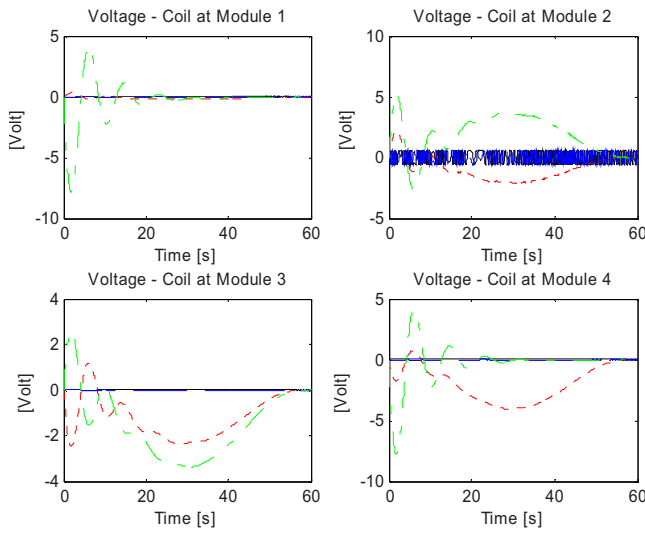 Voltage - Coil at Module 1
5
0
-5
-10
[Volt]
0 20 40 60
Time [s]
Voltage - Coil at Module 2
10
5
0
-5
[Volt]
0 20 40 60
Time [s]
Voltage - Coil at Module 3
4
2
0
-2
-4
[Volt]
0 20 40 60
Time [s]
Voltage - Coil at Module 4
5
0
-5
-10
[Volt]
0 20 40 60
Time [s]